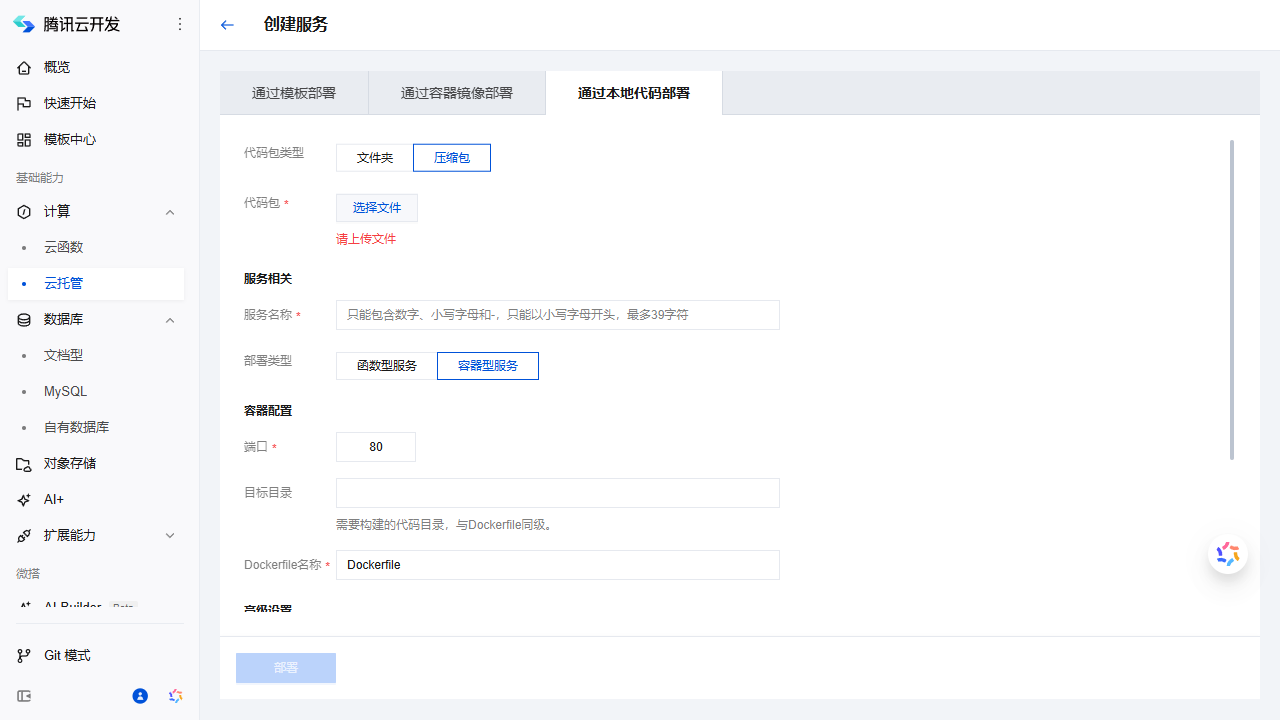 腾讯云开发
概览
快速开始
模板中心
基础能力
计算
云函数
云托管
数据库
文档型
MySQL
自有数据库
对象存储
AI+
扩展能力
微搭
AI Builder Beta
Git 模式
创建服务
通过模板部署 通过容器镜像部署 通过本地代码部署
代码包类型 文件夹 压缩包
代码包 * 选择文件
请上传文件
服务相关
服务名称 * 只能包含数字、小写字母和-，只能以小写字母开头，最多39字符
部署类型 函数型服务 容器型服务
容器配置
端口 * 80
目标目录
需要构建的代码目录，与Dockerfile同级。
Dockerfile名称 * Dockerfile
高级设置
部署